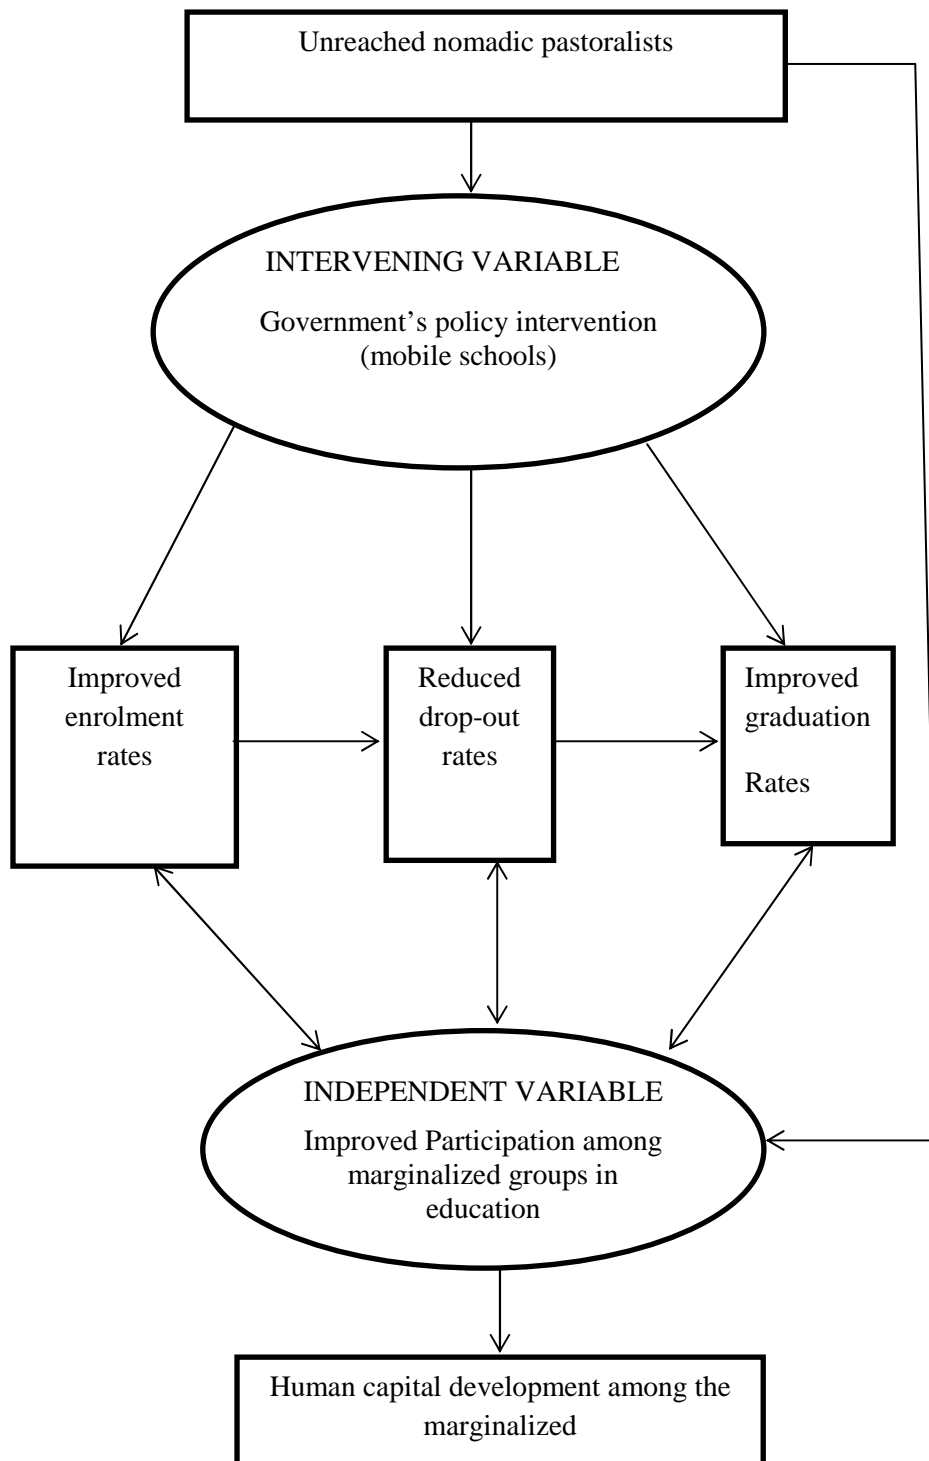 Unreached nomadic pastoralists
INTERVENING VARIABLE
Government’s policy intervention
(mobile schools)
Improved
enrolment
rates
Reduced
drop-out
rates
Improved
graduation
Rates
INDEPENDENT VARIABLE
Improved Participation among
marginalized groups in
education
Human capital development among the
marginalized